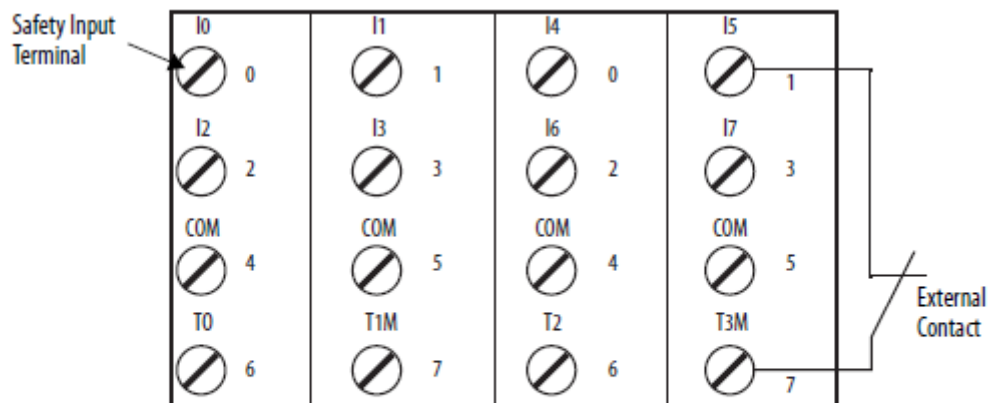 Safety Input
Terminal
I0 I1 I4 I5
0 1 0 1
I2 I3 I6 I7
2 3 2 3
COM COM COM COM
4 5 4 5
External
Contact
T0 T1M T2 T3M
6 7 6 7